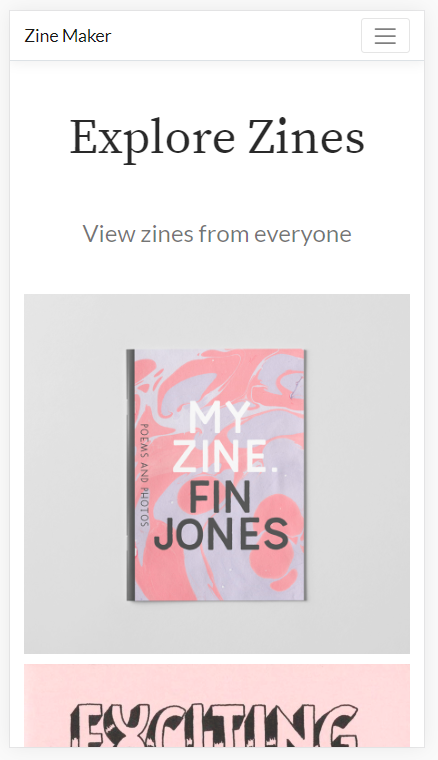 Zine Maker
Explore Zines
View zines from everyone
MY
ZINE.
FIN
JONES
POEMS AND PHOTOS
EXCITING